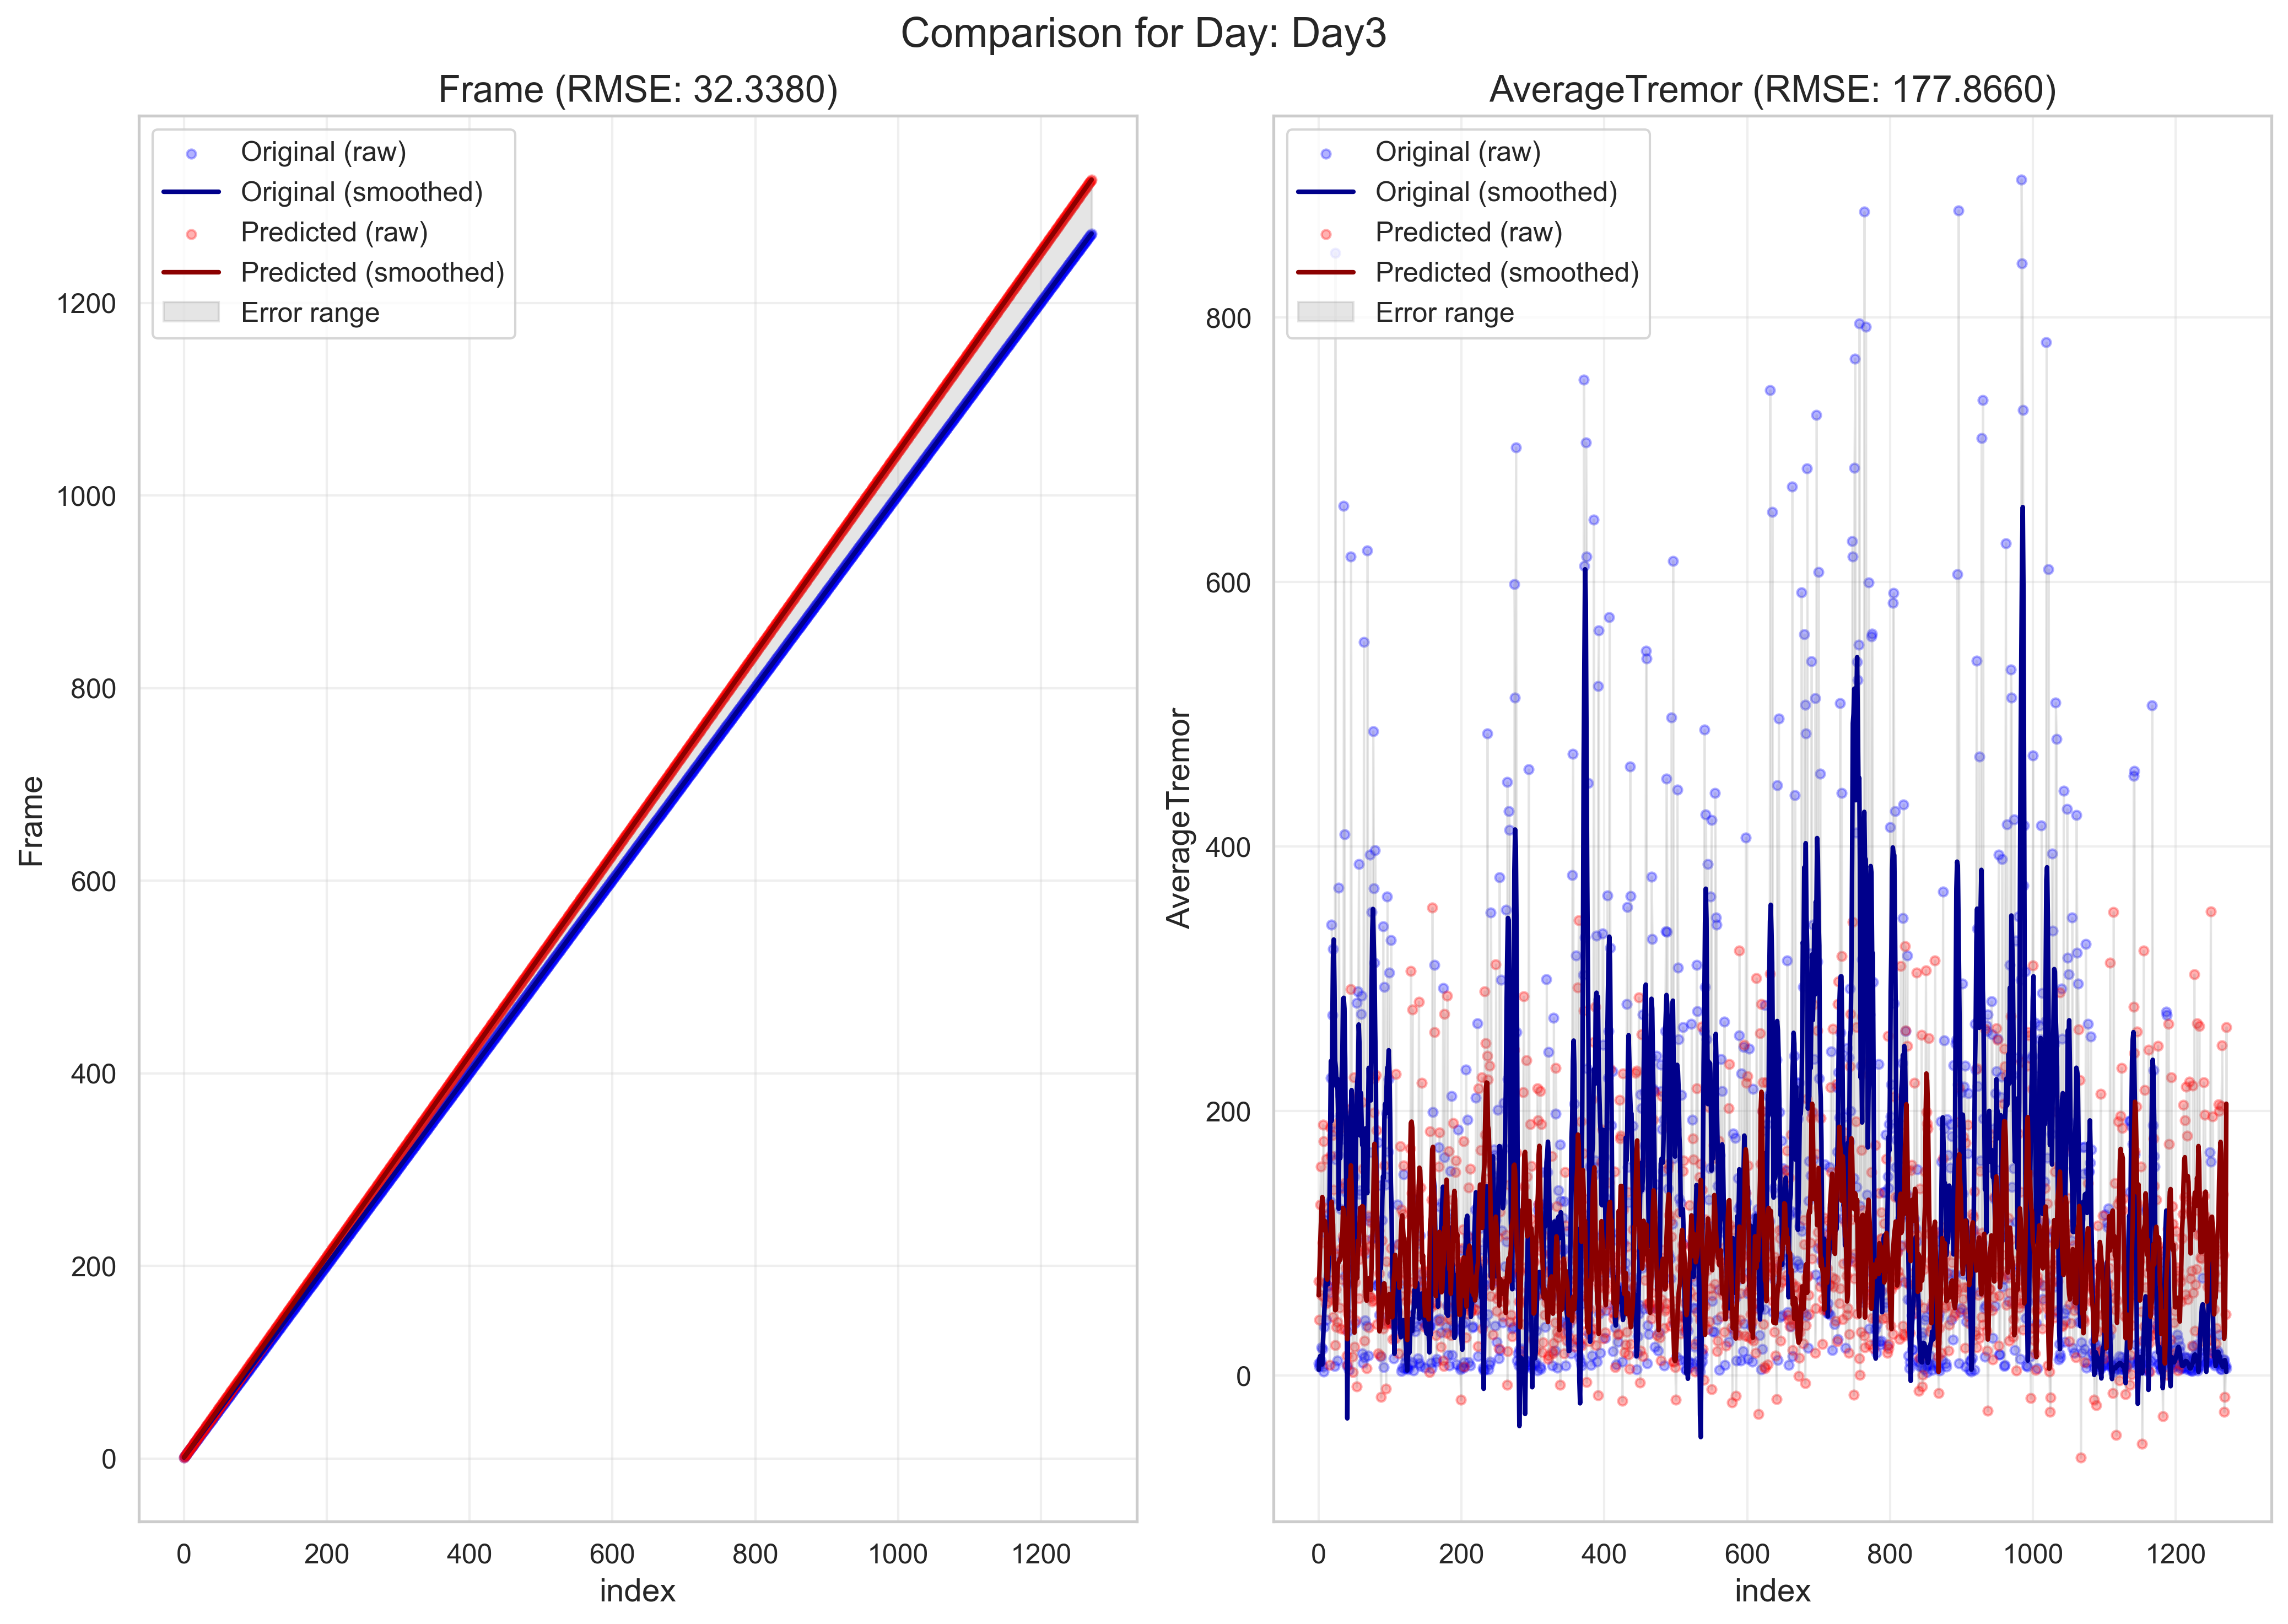 Comparison for Day: Day3
Frame (RMSE: 32.3380)
Original (raw)
Original (smoothed)
Predicted (raw)
Predicted (smoothed)
Error range
1200
1000
800
600
400
200
0
Frame
0 200 400 600 800 1000 1200
index
AverageTremor (RMSE: 177.8660)
Original (raw)
Original (smoothed)
Predicted (raw)
Predicted (smoothed)
Error range
800
600
400
200
0
AverageTremor
0 200 400 600 800 1000 1200
index